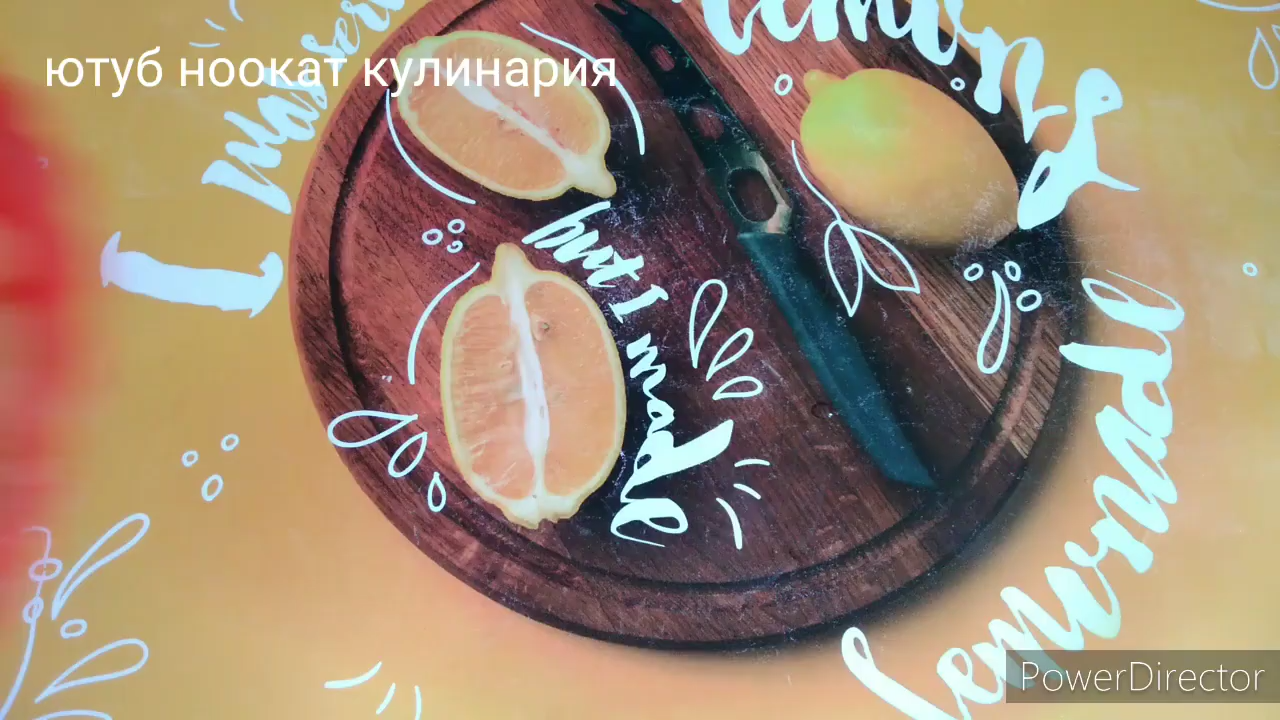 ютуб ноокат кулинария
I
lemons
but I made
lemonade
PowerDirector